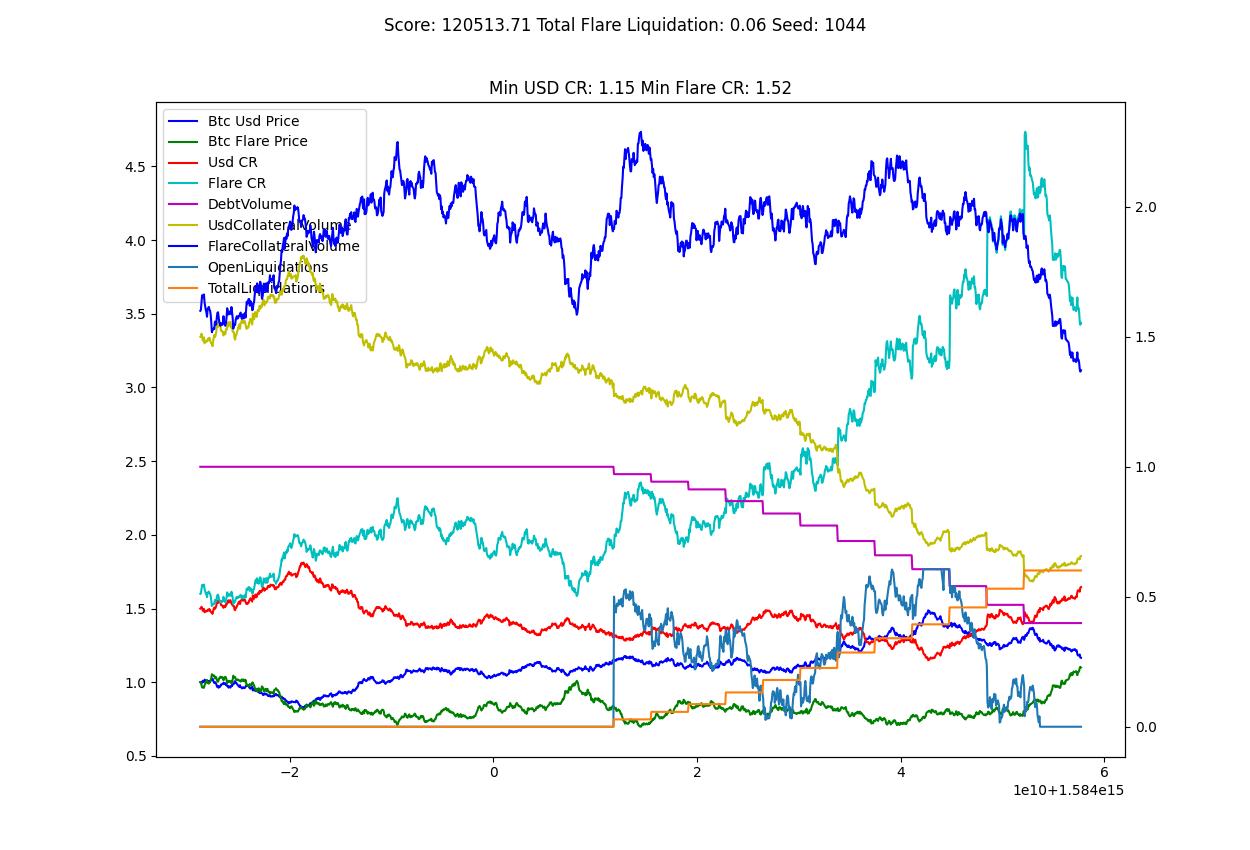 Score: 120513.71 Total Flare Liquidation: 0.06 Seed: 1044
Min USD CR: 1.15 Min Flare CR: 1.52
Btc Usd Price
Btc Flare Price
Usd CR
Flare CR
DebtVolume
UsdCollateralVolume
FlareCollateralVolume
OpenLiquidations
TotalLiquidations
4.5
4.0
3.5
3.0
2.5
2.0
1.5
1.0
0.5
2.0
1.5
1.0
0.5
0.0
−2 0 2 4 6
1e10+1.584e15